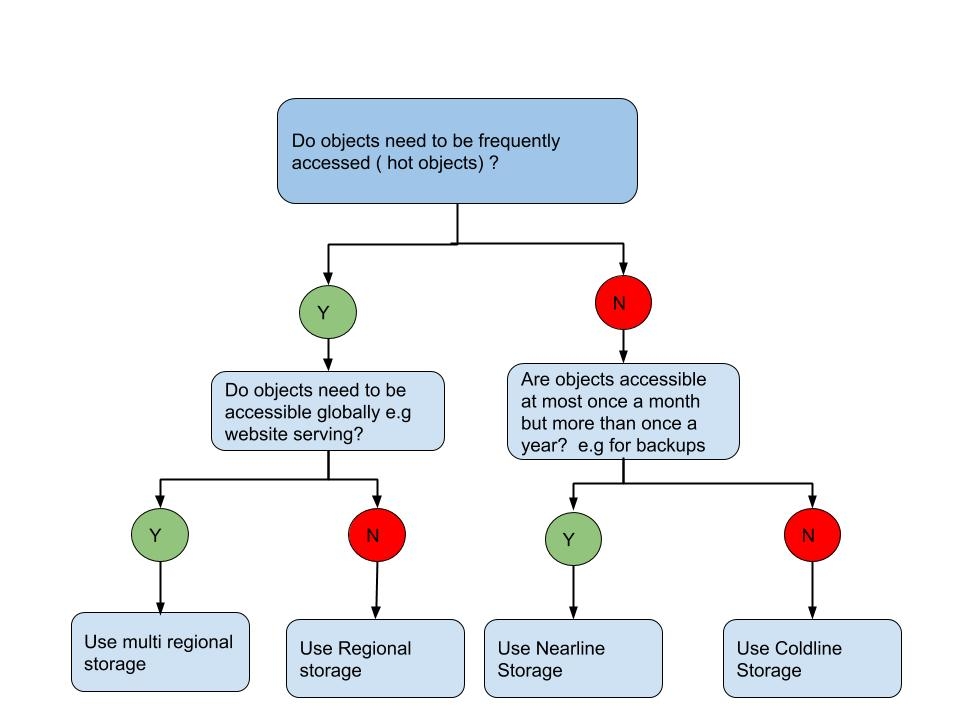 Do objects need to be frequently
accessed ( hot objects) ?
Y
N
Do objects need to be
accessible globally e.g
website serving?
Are objects accessible
at most once a month
but more than once a
year?  e.g for backups
Y
N
Y
N
Use multi regional
storage
Use Regional
storage
Use Nearline
Storage
Use Coldline
Storage